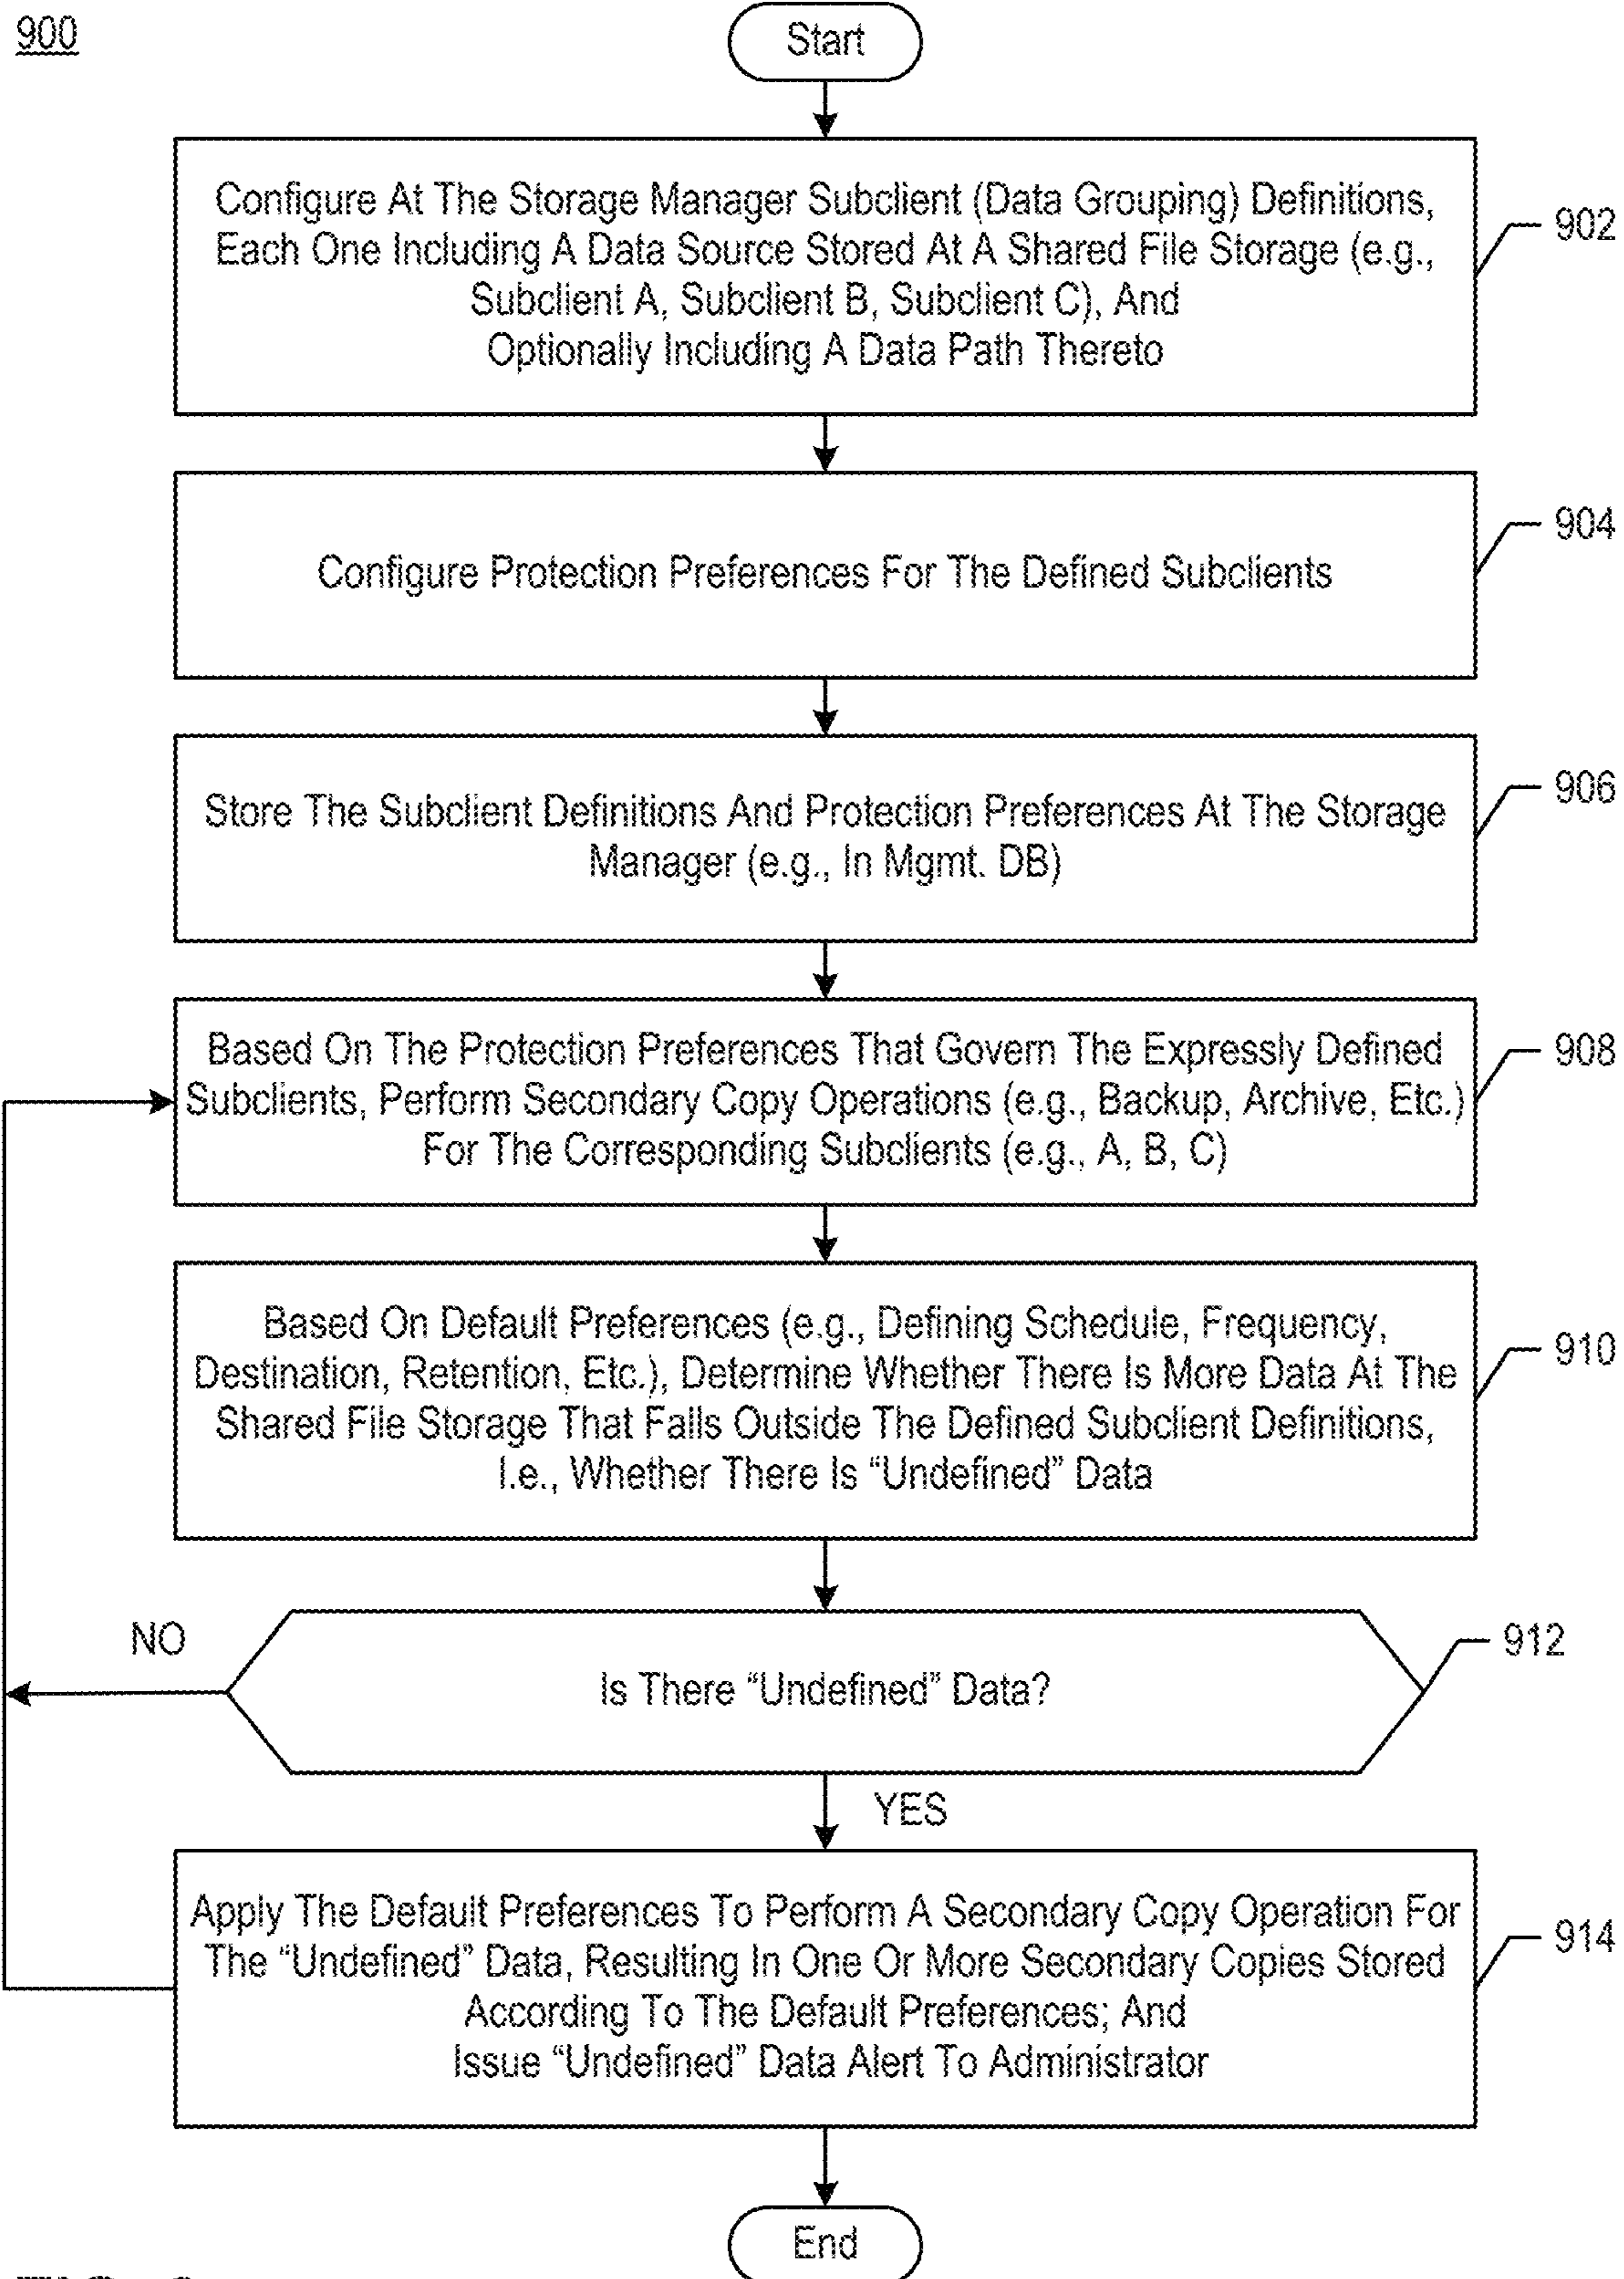 900
Start
Configure At The Storage Manager Subclient (Data Grouping) Definitions,
Each One Including A Data Source Stored At A Shared File Storage (e.g.,
Subclient A, Subclient B, Subclient C), And
Optionally Including A Data Path Thereto
902
Configure Protection Preferences For The Defined Subclients
904
Store The Subclient Definitions And Protection Preferences At The Storage
Manager (e.g., In Mgmt. DB)
906
Based On The Protection Preferences That Govern The Expressly Defined
Subclients, Perform Secondary Copy Operations (e.g., Backup, Archive, Etc.)
For The Corresponding Subclients (e.g., A, B, C)
908
Based On Default Preferences (e.g., Defining Schedule, Frequency,
Destination, Retention, Etc.), Determine Whether There Is More Data At The
Shared File Storage That Falls Outside The Defined Subclient Definitions,
I.e., Whether There Is “Undefined” Data
910
NO
Is There “Undefined” Data?
912
YES
Apply The Default Preferences To Perform A Secondary Copy Operation For
The “Undefined” Data, Resulting In One Or More Secondary Copies Stored
According To The Default Preferences; And
Issue “Undefined” Data Alert To Administrator
914
End